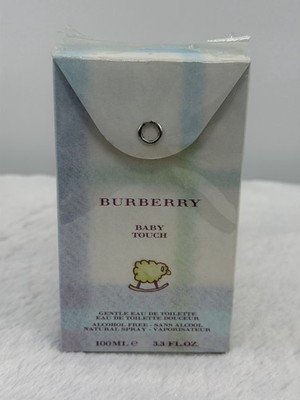 BURBERRY
BABY
TOUCH
GENTLE EAU DE TOILETTE
EAU DE TOILETTE DOUCEUR
ALCOHOL FREE - SANS ALCOOL
NATURAL SPRAY - VAPORISATEUR
100ML ℮ 3.3 FL.OZ.